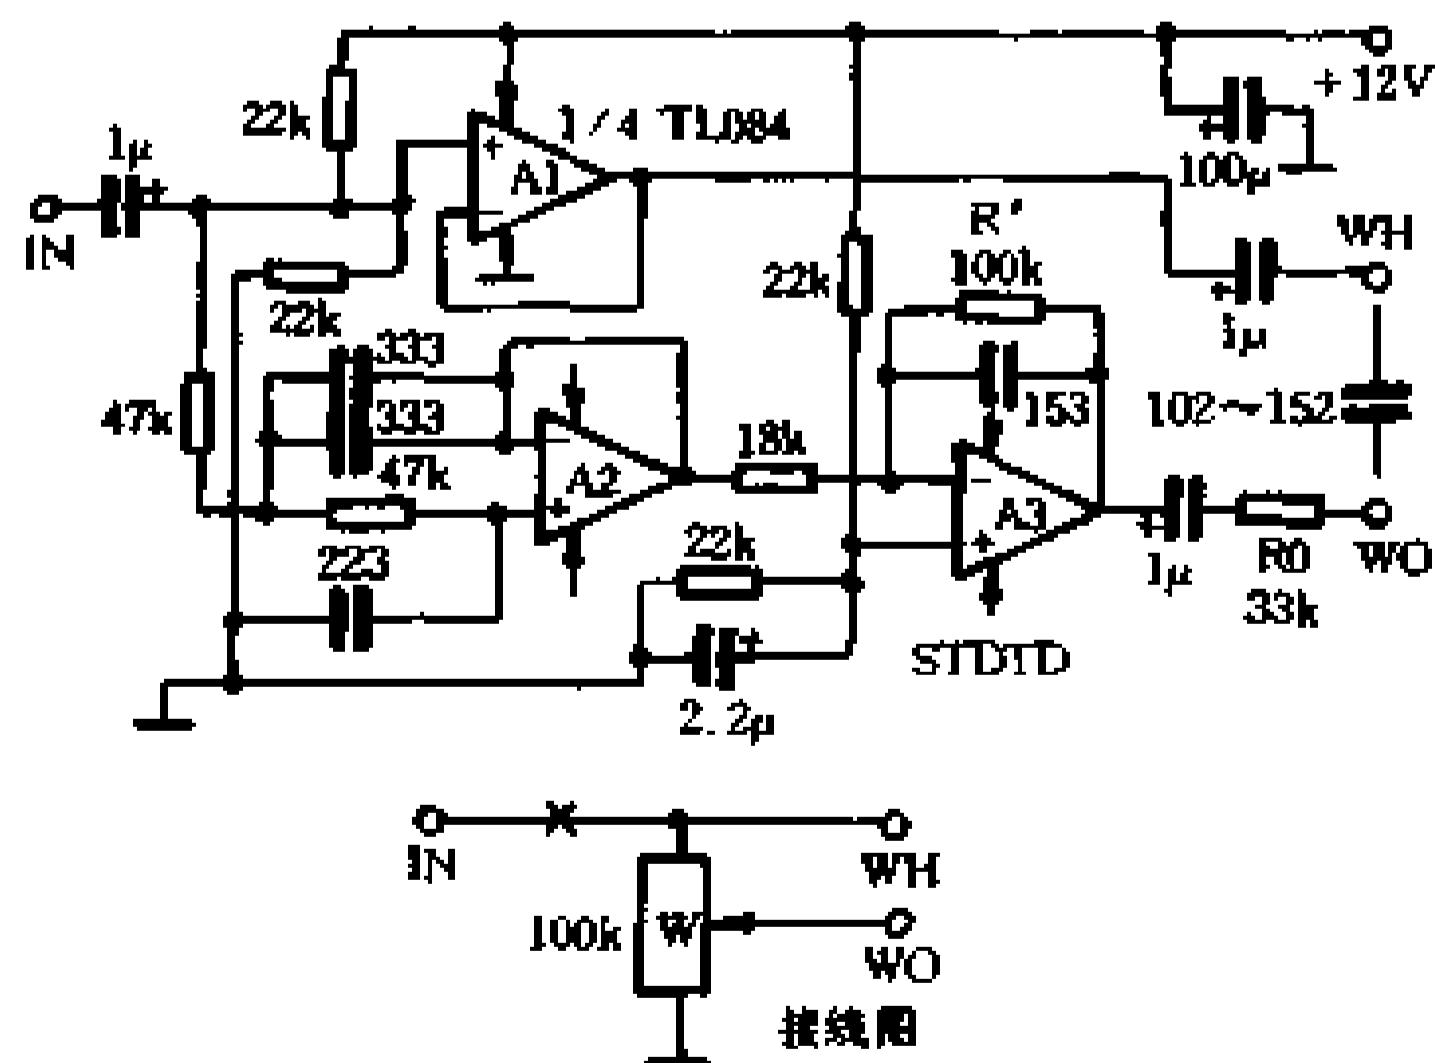 +12V
22k
1/4 TL084
1μ
+
A1
−
100μ
IN
R'
WH
100k
22k
22k
1μ
333
47k
333
153
102～152
18k
47k
A2
+
−
A3
+
22k
R0
WO
223
1μ
33k
STDTD
2.2μ
IN
WH
100k
W
WO
接线图